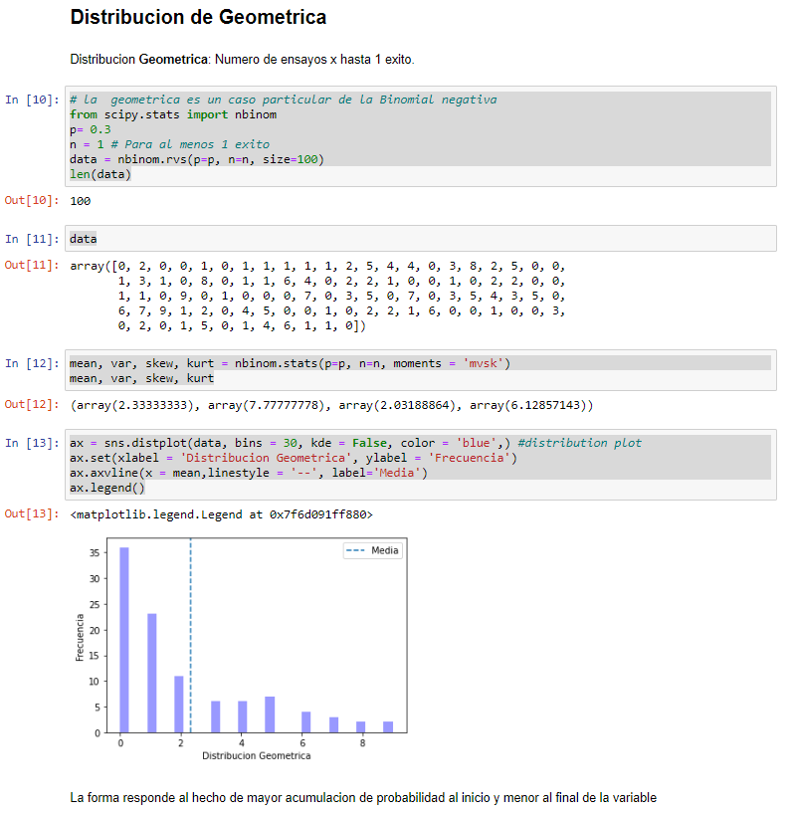 Distribucion de Geometrica
Distribucion Geometrica: Numero de ensayos x hasta 1 exito.
In [10]: # la  geometrica es un caso particular de la Binomial negativa
from scipy.stats import nbinom
p= 0.3
n = 1 # Para al menos 1 exito
data = nbinom.rvs(p=p, n=n, size=100)
len(data)
Out[10]: 100
In [11]: data
Out[11]: array([0, 2, 0, 0, 1, 0, 1, 1, 1, 1, 1, 2, 5, 4, 4, 0, 3, 8, 2, 5, 0, 0,
1, 3, 1, 0, 8, 0, 1, 1, 6, 4, 0, 2, 2, 1, 0, 0, 1, 0, 2, 2, 0, 0,
1, 1, 0, 9, 0, 1, 0, 0, 0, 7, 0, 3, 5, 0, 7, 0, 3, 5, 4, 3, 5, 0,
6, 7, 9, 1, 2, 0, 4, 5, 0, 0, 1, 0, 2, 2, 1, 6, 0, 0, 1, 0, 0, 3,
0, 2, 0, 1, 5, 0, 1, 4, 6, 1, 1, 0])
In [12]: mean, var, skew, kurt = nbinom.stats(p=p, n=n, moments = 'mvsk')
mean, var, skew, kurt
Out[12]: (array(2.33333333), array(7.77777778), array(2.03188864), array(6.12857143))
In [13]: ax = sns.distplot(data, bins = 30, kde = False, color = 'blue',) #distribution plot
ax.set(xlabel = 'Distribucion Geometrica', ylabel = 'Frecuencia')
ax.axvline(x = mean,linestyle = '--', label='Media')
ax.legend()
Out[13]: <matplotlib.legend.Legend at 0x7f6d091ff880>
Media
35
30
25
20
15
10
5
0
Frecuencia
0 2 4 6 8
Distribucion Geometrica
La forma responde al hecho de mayor acumulacion de probabilidad al inicio y menor al final de la variable